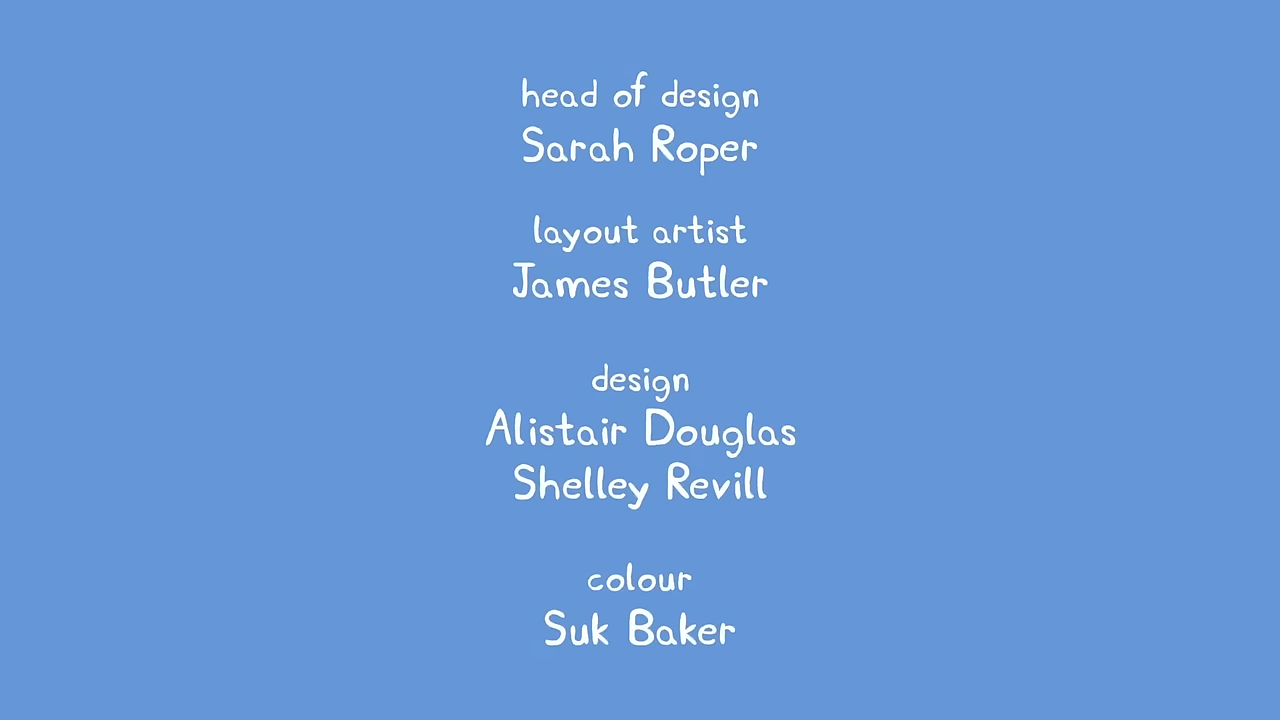 head of design
Sarah Roper
layout artist
James Butler
design
Alistair Douglas
Shelley Revill
colour
Suk Baker